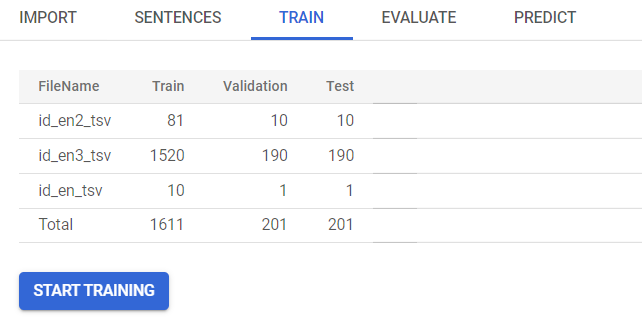 IMPORT SENTENCES TRAIN EVALUATE PREDICT
FileName Train Validation Test
id_en2_tsv 81 10 10
id_en3_tsv 1520 190 190
id_en_tsv 10 1 1
Total 1611 201 201
START TRAINING